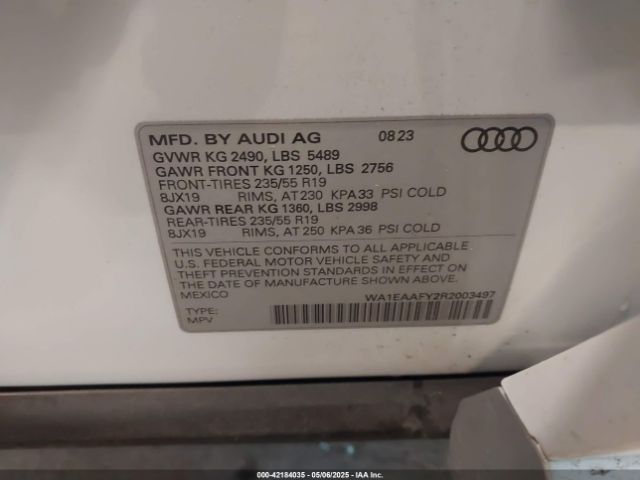 MFD. BY AUDI AG 08 23
GVWR KG 2490, LBS 5489
GAWR FRONT KG 1250, LBS 2756
FRONT-TIRES 235/55 R19
8JX19 RIMS, AT 230 KPA 33 PSI COLD
GAWR REAR KG 1360, LBS 2998
REAR-TIRES 235/55 R19
8JX19 RIMS, AT 250 KPA 36 PSI COLD
THIS VEHICLE CONFORMS TO ALL APPLICABLE
U.S. FEDERAL MOTOR VEHICLE SAFETY AND
THEFT PREVENTION STANDARDS IN EFFECT ON
THE DATE OF MANUFACTURE SHOWN ABOVE.
MEXICO
WA1EAAFY2R2003497
TYPE:
MPV
000-42184035 - 05/06/2025 - IAA Inc.